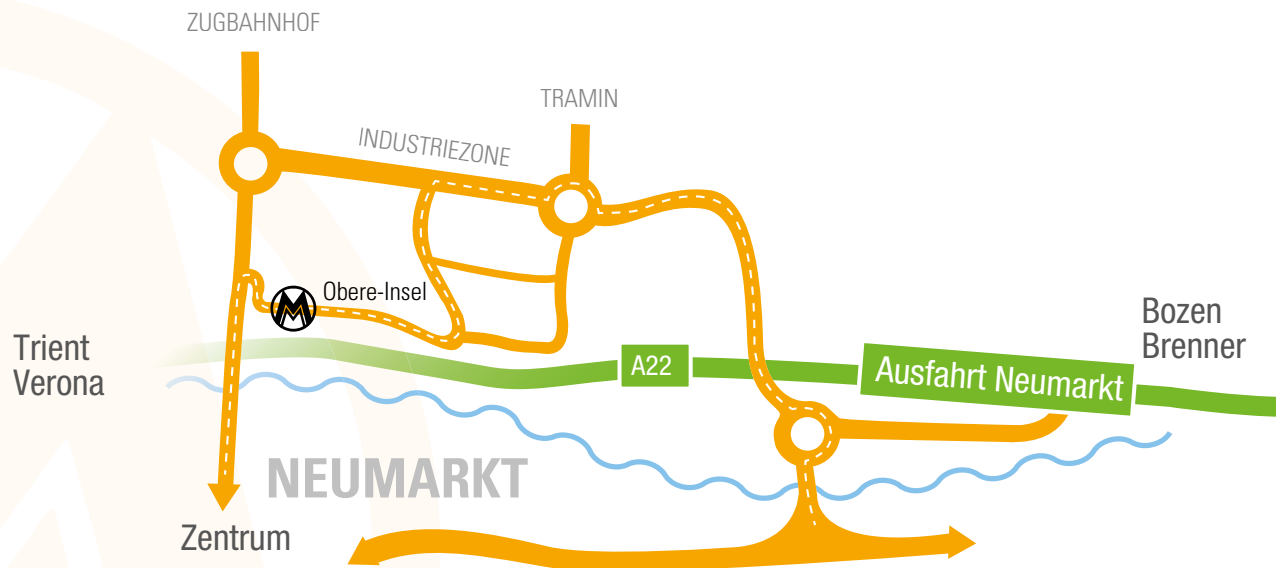 ZUGBAHNHOF
TRAMIN
INDUSTRIEZONE
Obere-Insel
Bozen
Brenner
Trient
Verona
A22
Ausfahrt Neumarkt
NEUMARKT
Zentrum